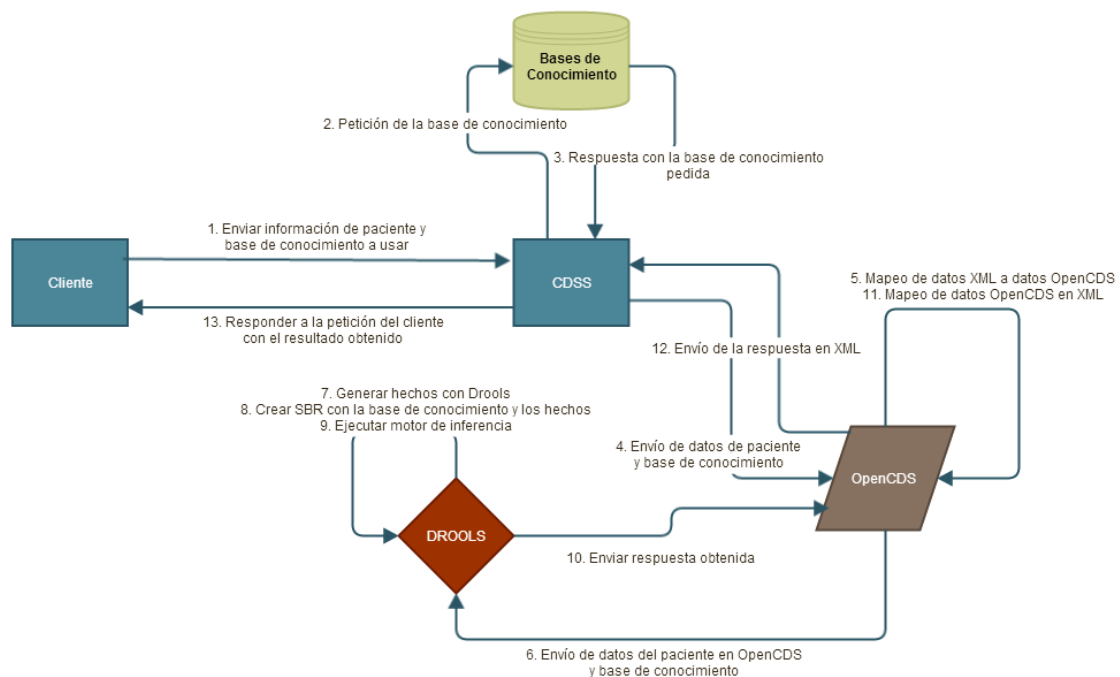 Bases de
Conocimiento
2. Petición de la base de conocimiento
3. Respuesta con la base de conocimiento
pedida
1. Enviar información de paciente y
base de conocimiento a usar
Cliente
CDSS
5. Mapeo de datos XML a datos OpenCDS
11. Mapeo de datos OpenCDS en XML
13. Responder a la petición del cliente
con el resultado obtenido
12. Envío de la respuesta en XML
7. Generar hechos con Drools
8. Crear SBR con la base de conocimiento y los hechos
9. Ejecutar motor de inferencia
4. Envío de datos de paciente
y base de conocimiento
OpenCDS
DROOLS
10. Enviar respuesta obtenida
6. Envío de datos del paciente en OpenCDS
y base de conocimiento